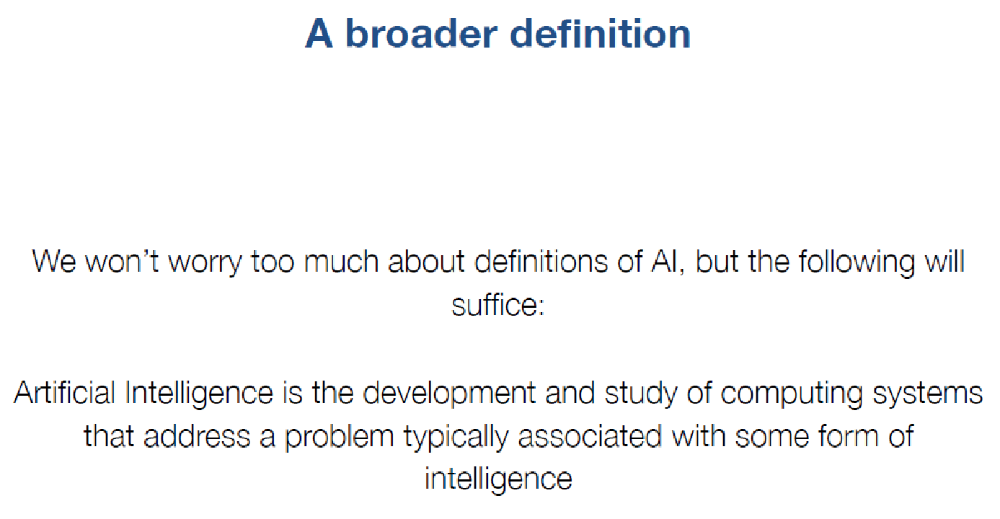 A broader definition
We won’t worry too much about definitions of AI, but the following will
suffice:
Artificial Intelligence is the development and study of computing systems
that address a problem typically associated with some form of
intelligence